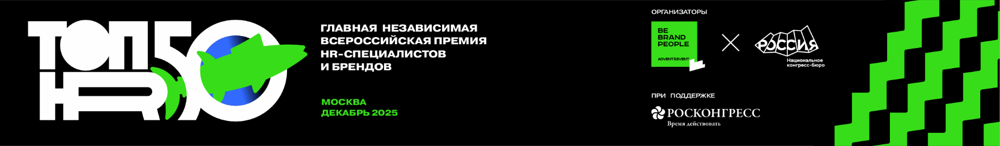 ТОП 50
HR
ГЛАВНАЯ НЕЗАВИСИМАЯ
ВСЕРОССИЙСКАЯ ПРЕМИЯ
HR-СПЕЦИАЛИСТОВ
И БРЕНДОВ
МОСКВА
ДЕКАБРЬ 2025
ОРГАНИЗАТОРЫ
BE
BRAND
PEOPLE
ADVENT&EVENT
РОССИЯ
Национальное
конгресс-бюро
ПРИ ПОДДЕРЖКЕ
РОСКОНГРЕСС
Время действовать